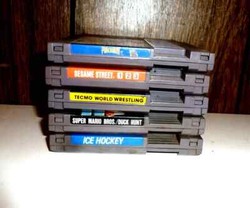 SESAME STREET
TECMO WORLD WRESTLING
SUPER MARIO BROS./DUCK HUNT
ICE HOCKEY